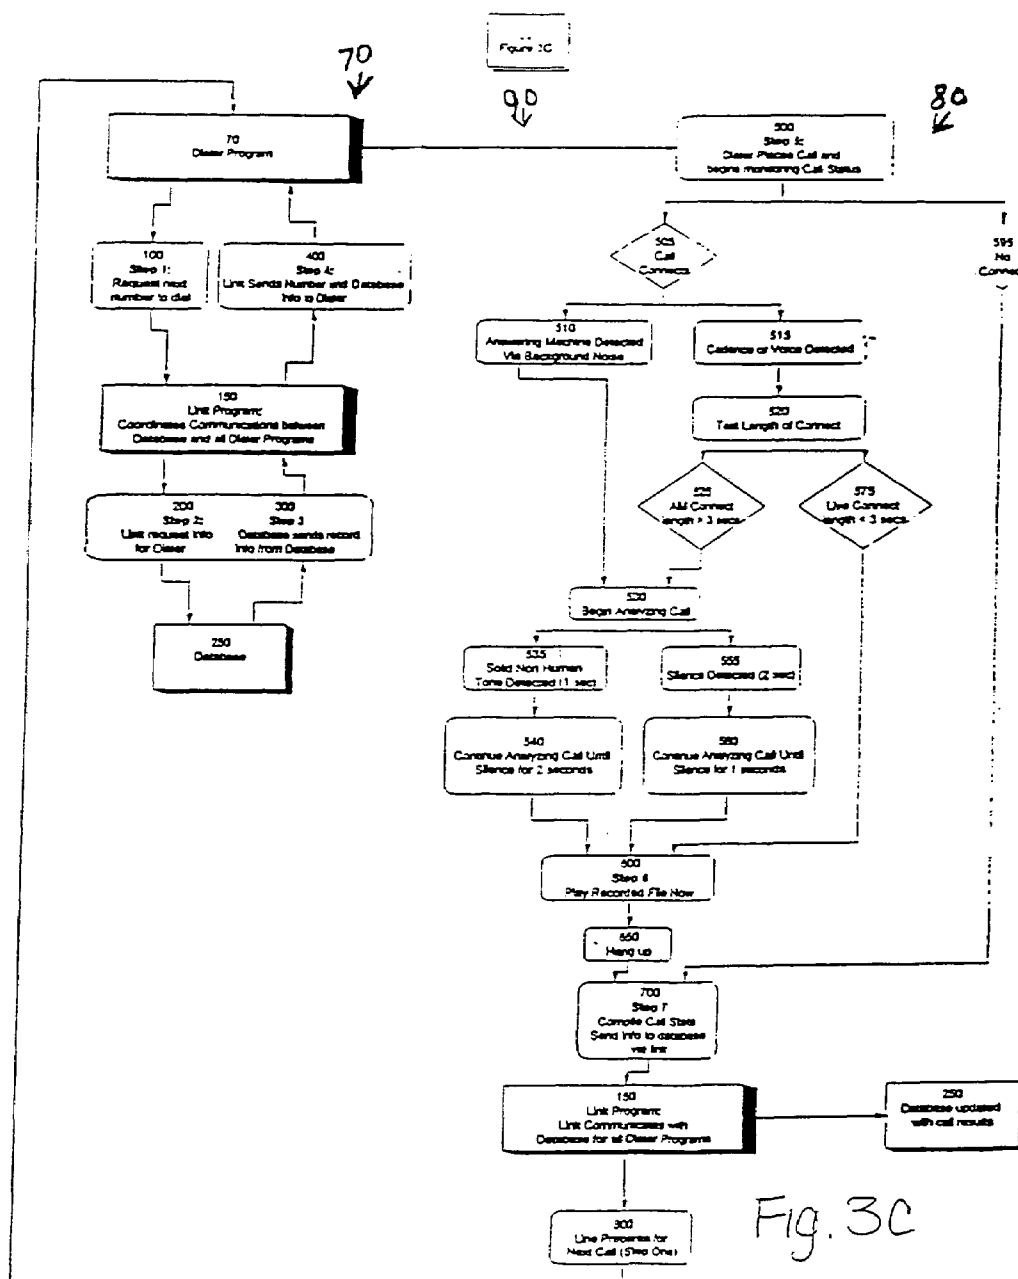 Figure 3C
70
90
80
70
Dialer Program
500
Step 5:
Dialer Places Call and
begins monitoring Call Status
100
Step 1:
Request next
number to dial
400
Step 4:
Link Sends Number and Database
Info to Dialer
505
Call
Connects
595
No
Connect
510
Answering Machine Detected
Via Background Noise
515
Cadence or Voice Detected
150
Link Program:
Coordinates Communications between
Database and all Dialer Programs
520
Test Length of Connect
525
AM Connect
length > 3 secs
575
Live Connect
length < 3 secs
200
Step 2:
Link request info
for Dialer
300
Step 3
Database sends record
info from Database
530
Begin Analyzing Call
250
Database
535
Solid Non Human
Tone Detected (1 sec)
555
Silence Detected (2 sec)
540
Continue Analyzing Call Until
Silence for 2 seconds
560
Continue Analyzing Call Until
Silence for 1 seconds
600
Step 6
Play Recorded File Now
650
Hang up
700
Step 7
Compile Call Stats
Send Info to database
via link
150
Link Program:
Link Communicates with
Database for all Dialer Programs
250
Database updated
with call results
Line Prepares for
Next Call (Step One)
Fig. 3C